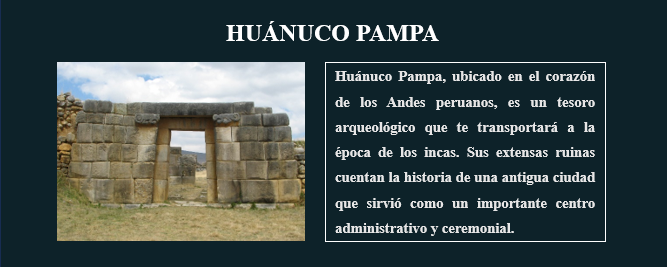 HUÁNUCO PAMPA
Huánuco Pampa, ubicado en el corazón
de los Andes peruanos, es un tesoro
arqueológico que te transportará a la
época de los incas. Sus extensas ruinas
cuentan la historia de una antigua ciudad
que sirvió como un importante centro
administrativo y ceremonial.